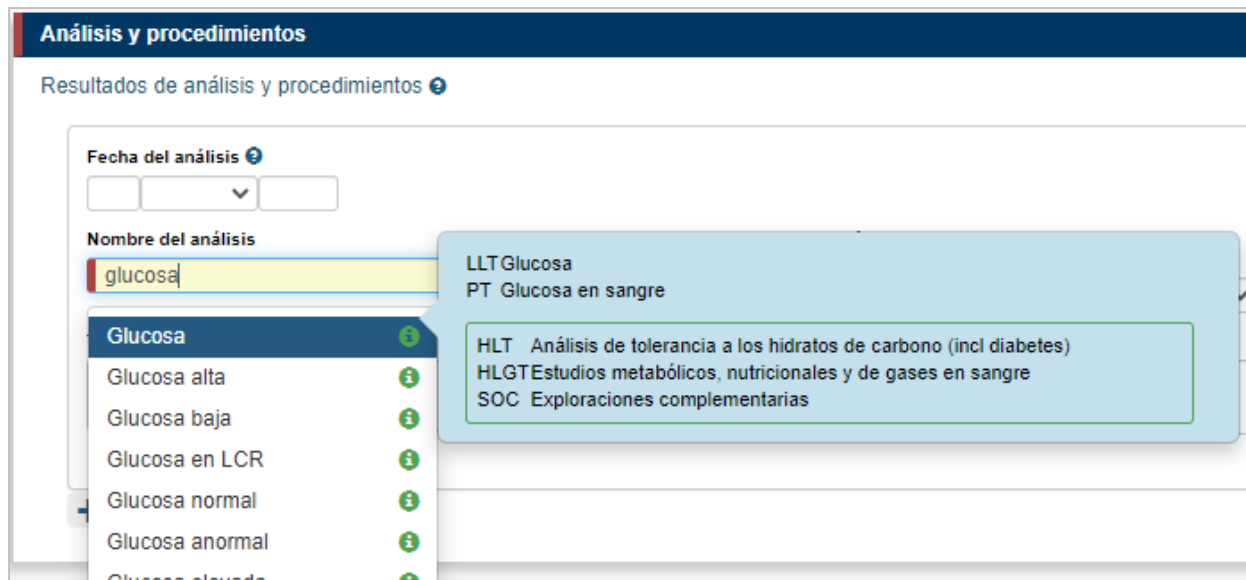 Análisis y procedimientos
Resultados de análisis y procedimientos
Fecha del análisis
Nombre del análisis
glucosa
LLT Glucosa
PT Glucosa en sangre
HLT Análisis de tolerancia a los hidratos de carbono (incl diabetes)
HLGT Estudios metabólicos, nutricionales y de gases en sangre
SOC Exploraciones complementarias
Glucosa
Glucosa alta
Glucosa baja
Glucosa en LCR
Glucosa normal
Glucosa anormal
Glucosa elevada